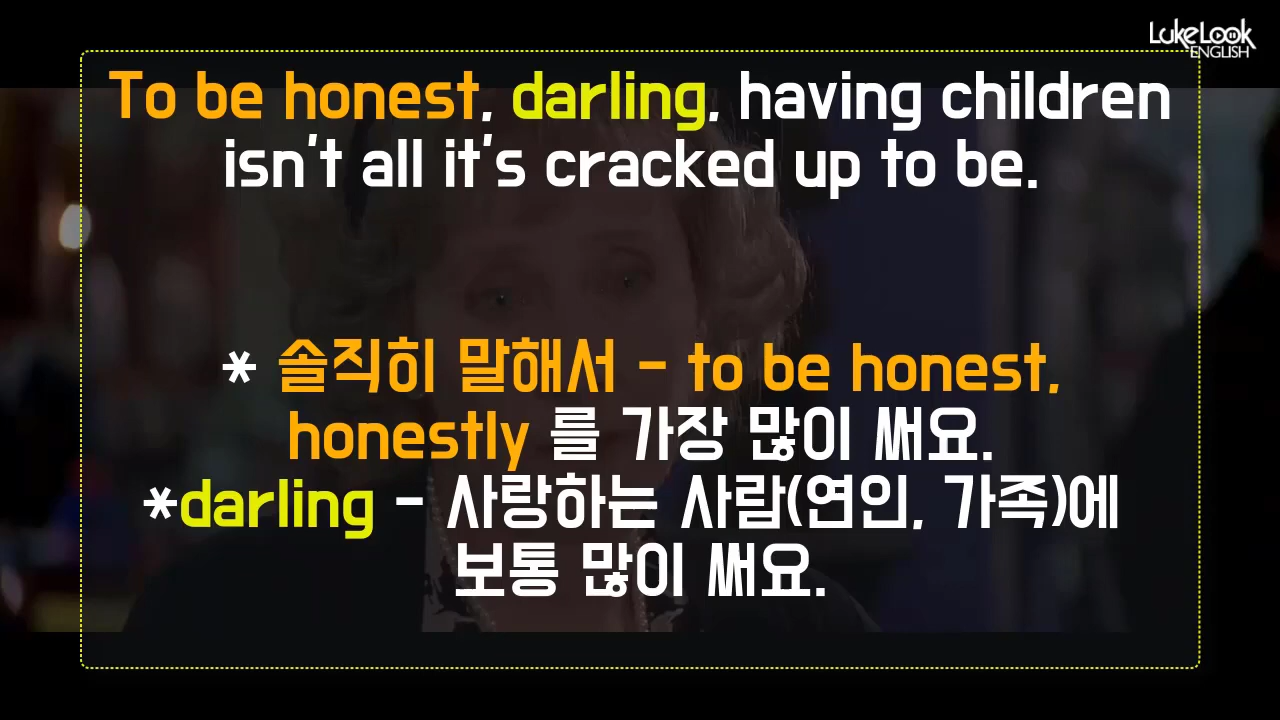 LukeLook
ENGLISH
To be honest, darling, having children
isn't all it's cracked up to be.
* 솔직히 말해서 - to be honest,
honestly 를 가장 많이 써요.
*darling - 사랑하는 사람(연인, 가족)에
보통 많이 써요.